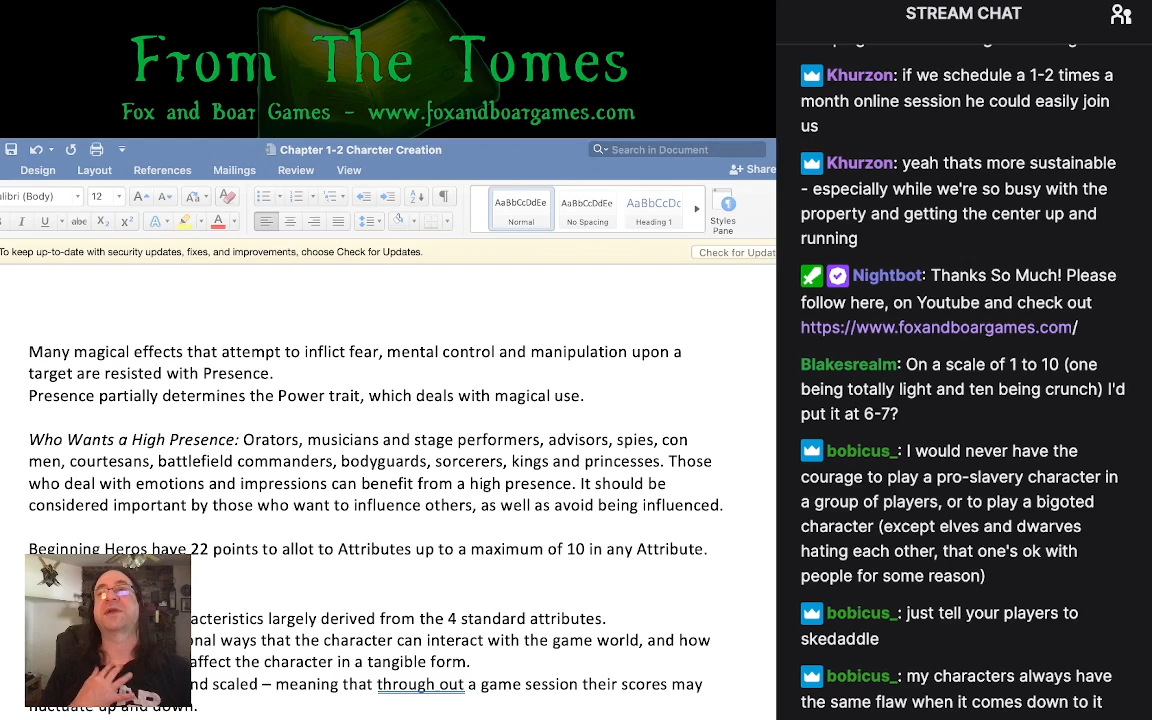 From The Tomes
Fox and Boar Games - www.foxandboargames.com
Chapter 1-2 Charcter Creation
Search in Document
Design Layout References Mailings Review View
Share
alibri (Body) 12
AaBbCcDdEe AaBbCcDdEe AaBbCcDc
Normal No Spacing Heading 1
Styles
Pane
To keep up-to-date with security updates, fixes, and improvements, choose Check for Updates.
Check for Updat
Many magical effects that attempt to inflict fear, mental control and manipulation upon a
target are resisted with Presence.
Presence partially determines the Power trait, which deals with magical use.
Who Wants a High Presence: Orators, musicians and stage performers, advisors, spies, con
men, courtesans, battlefield commanders, bodyguards, sorcerers, kings and princesses. Those
who deal with emotions and impressions can benefit from a high presence. It should be
considered important by those who want to influence others, as well as avoid being influenced.
Beginning Heros have 22 points to allot to Attributes up to a maximum of 10 in any Attribute.
acteristics largely derived from the 4 standard attributes.
onal ways that the character can interact with the game world, and how
affect the character in a tangible form.
nd scaled – meaning that through out a game session their scores may
fluctuate up and down.
STREAM CHAT
Khurzon: if we schedule a 1-2 times a
month online session he could easily join
us
Khurzon: yeah thats more sustainable
- especially while we're so busy with the
property and getting the center up and
running
Nightbot: Thanks So Much! Please
follow here, on Youtube and check out
https://www.foxandboargames.com/
Blakesrealm: On a scale of 1 to 10 (one
being totally light and ten being crunch) I'd
put it at 6-7?
bobicus_: I would never have the
courage to play a pro-slavery character in
a group of players, or to play a bigoted
character (except elves and dwarves
hating each other, that one's ok with
people for some reason)
bobicus_: just tell your players to
skedaddle
bobicus_: my characters always have
the same flaw when it comes down to it